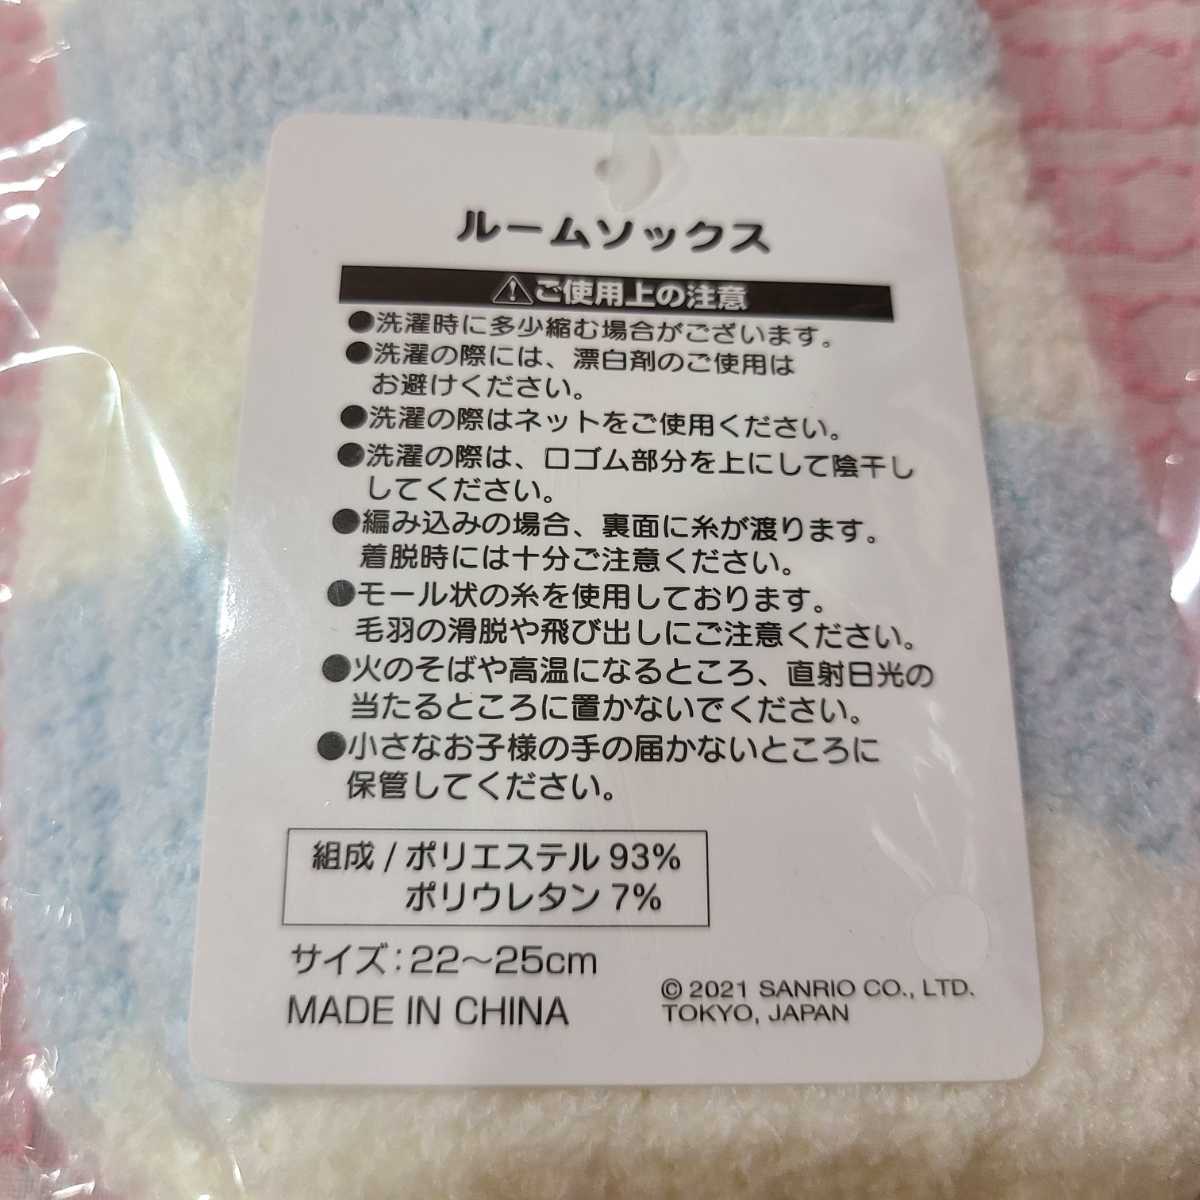 ルームソックス
⚠ご使用上の注意
●洗濯時に多少縮む場合がございます。
●洗濯の際には、漂白剤のご使用は
お避けください。
●洗濯の際はネットをご使用ください。
●洗濯の際は、口ゴム部分を上にして陰干し
してください。
●編み込みの場合、裏面に糸が渡ります。
着脱時には十分ご注意ください。
●モール状の糸を使用しております。
毛羽の滑脱や飛び出しにご注意ください。
●火のそばや高温になるところ、直射日光の
当たるところに置かないでください。
●小さなお子様の手の届かないところに
保管してください。
組成/ポリエステル 93%
ポリウレタン 7%
サイズ:22~25cm
MADE IN CHINA
© 2021 SANRIO CO., LTD.
TOKYO, JAPAN